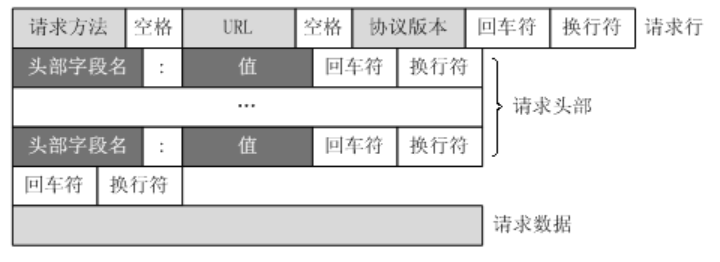 请求方法 空格 URL 空格 协议版本 回车符 换行符 请求行
头部字段名 : 值 回车符 换行符
… 请求头部
头部字段名 : 值 回车符 换行符
回车符 换行符
请求数据